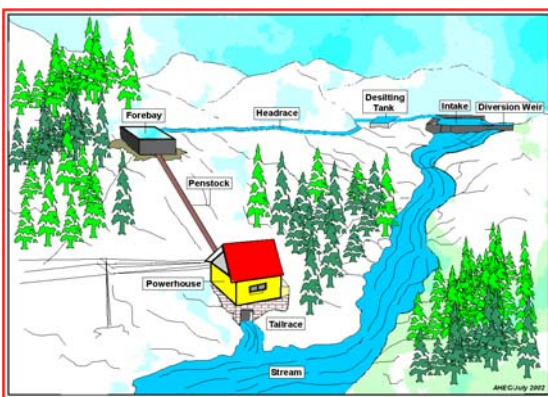 Desilting
Tank
Intake
Diversion Weir
Forebay
Headrace
Penstock
Powerhouse
Tailrace
Stream
AHEC/July 2002